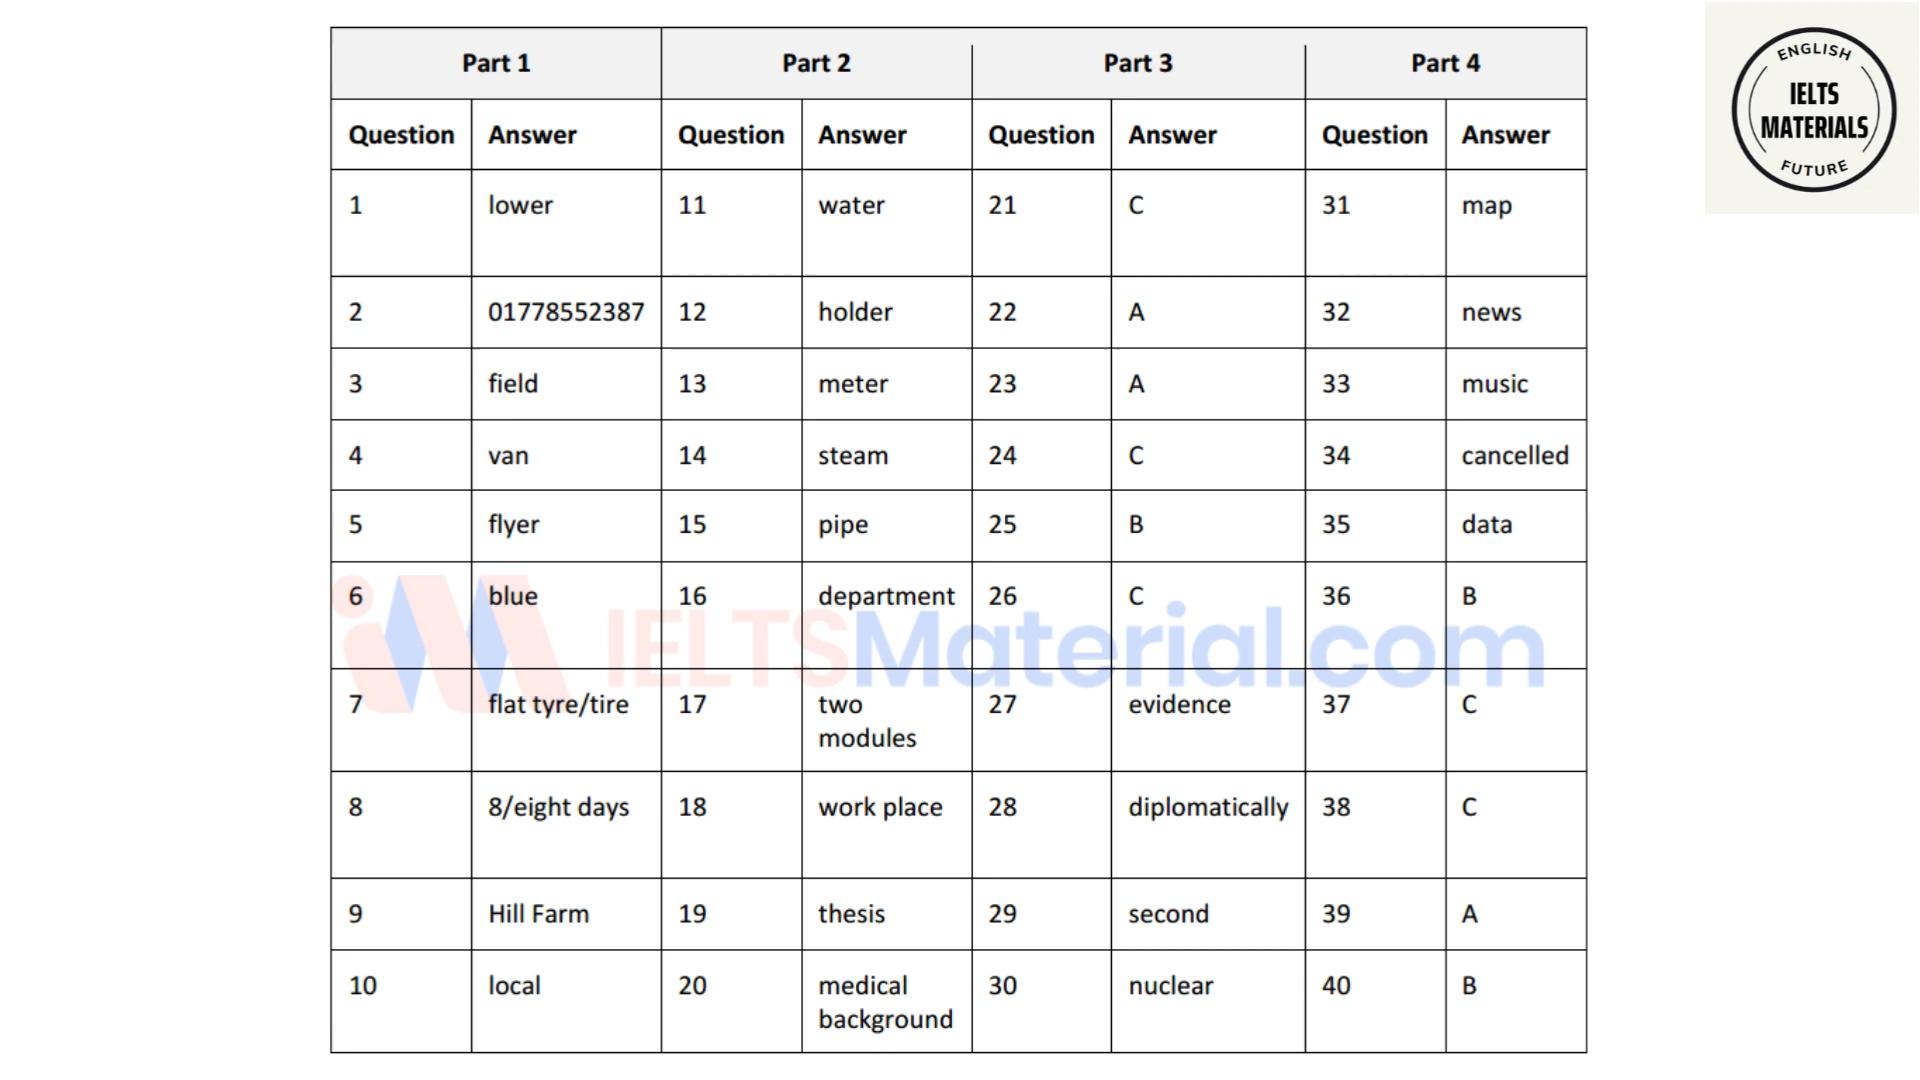 Part 1 Part 2 Part 3 Part 4
Question Answer Question Answer Question Answer Question Answer
1 lower 11 water 21 C 31 map
2 01778552387 12 holder 22 A 32 news
3 field 13 meter 23 A 33 music
4 van 14 steam 24 C 34 cancelled
5 flyer 15 pipe 25 B 35 data
6 blue 16 department 26 C 36 B
7 flat tyre/tire 17 two modules 27 evidence 37 C
8 8/eight days 18 work place 28 diplomatically 38 C
9 Hill Farm 19 thesis 29 second 39 A
10 local 20 medical background 30 nuclear 40 B
IELTSMaterial.com
ENGLISH
IELTS
MATERIALS
FUTURE